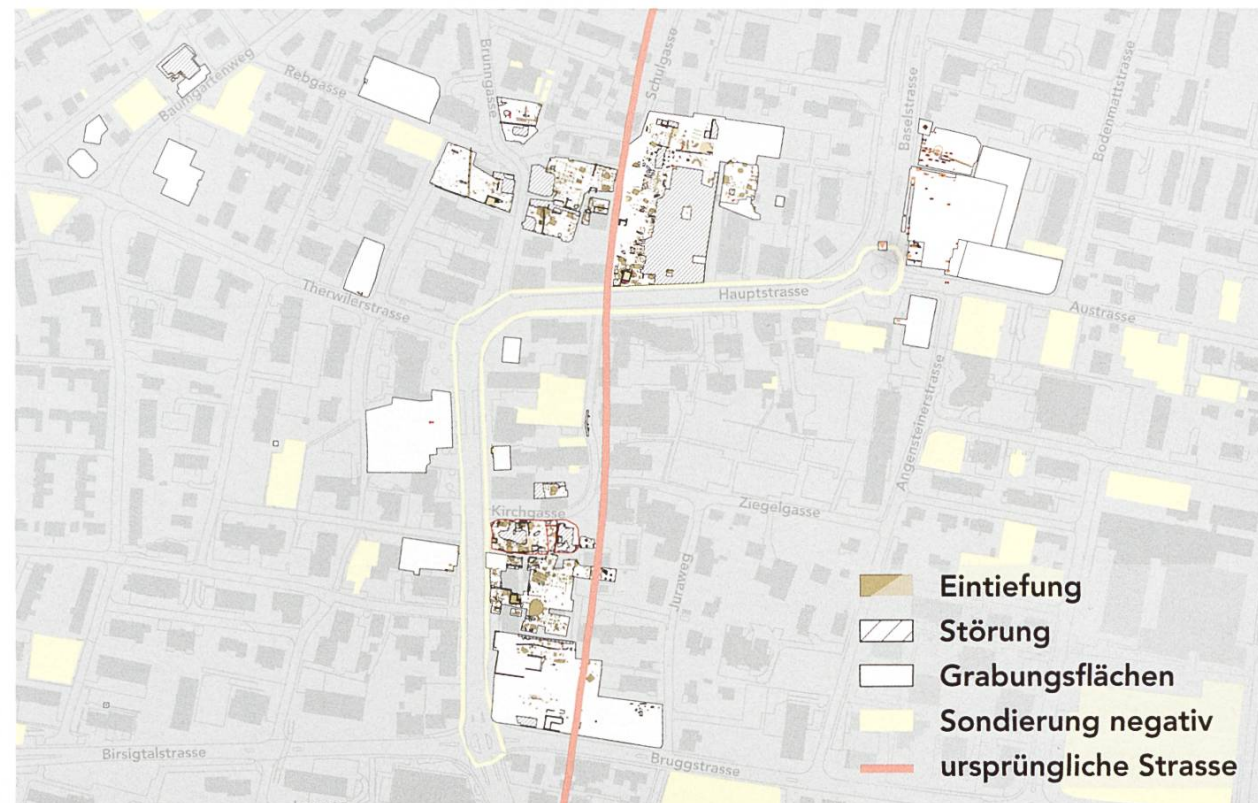 Baumgartenweg
Rebgasse
Brunngasse
Schulgasse
Baselstrasse
Bodenmattstrasse
Therwilerstrasse
Hauptstrasse
Austrasse
Angensteinerstrasse
Kirchgasse
Ziegelgasse
Juraweg
Birsigtalstrasse
Bruggstrasse
Eintiefung
Störung
Grabungsflächen
Sondierung negativ
ursprüngliche Strasse